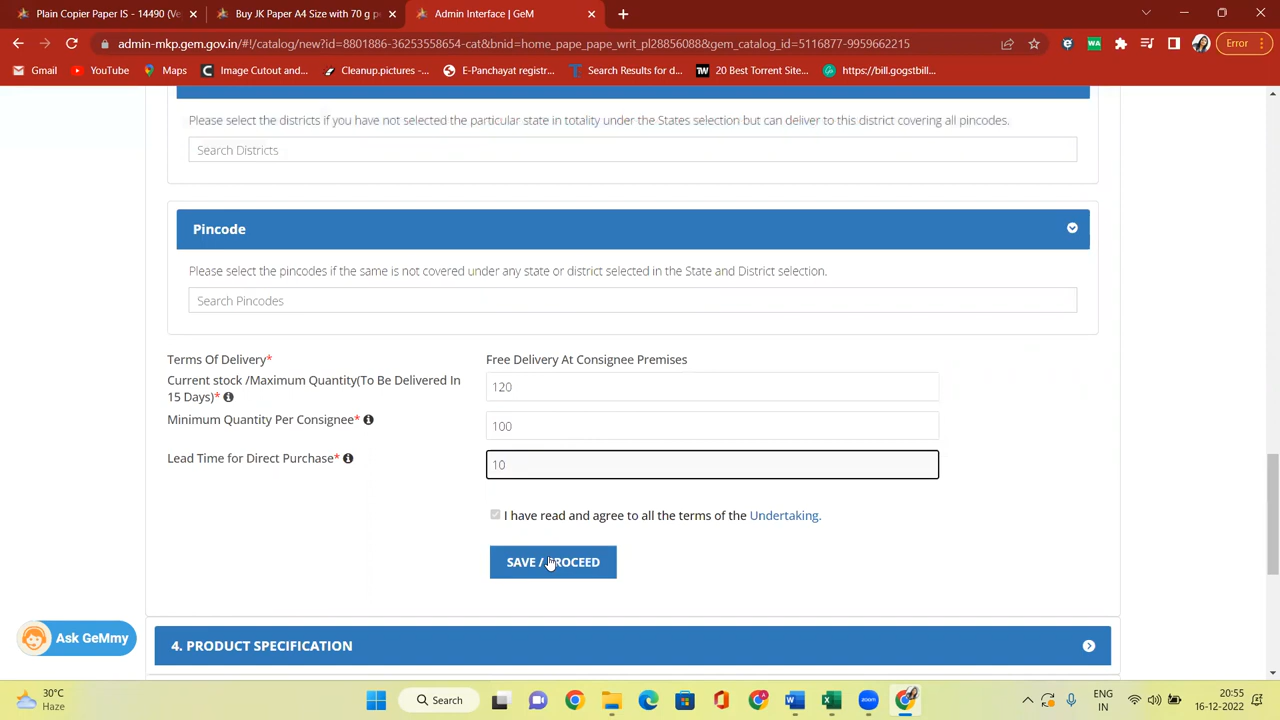 Plain Copier Paper IS - 14490 (Ve
Buy JK Paper A4 Size with 70 g pe
Admin Interface | GeM
admin-mkp.gem.gov.in/#!/catalog/new?id=8801886-36253558654-cat&bnid=home_pape_pape_writ_pl28856088&gem_catalog_id=5116877-9959662215
Error
Gmail
YouTube
Maps
Image Cutout and...
Cleanup.pictures -...
E-Panchayat registr...
Search Results for d...
20 Best Torrent Site...
https://bill.gogstbill...
Please select the districts if you have not selected the particular state in totality under the States selection but can deliver to this district covering all pincodes.
Search Districts
Pincode
Please select the pincodes if the same is not covered under any state or district selected in the State and District selection.
Search Pincodes
Terms Of Delivery*
Free Delivery At Consignee Premises
Current stock /Maximum Quantity(To Be Delivered In
15 Days)*
120
Minimum Quantity Per Consignee*
100
Lead Time for Direct Purchase*
10
I have read and agree to all the terms of the Undertaking.
SAVE / PROCEED
Ask GeMmy
4. PRODUCT SPECIFICATION
30°C
Haze
Search
ENG
IN
20:55
16-12-2022